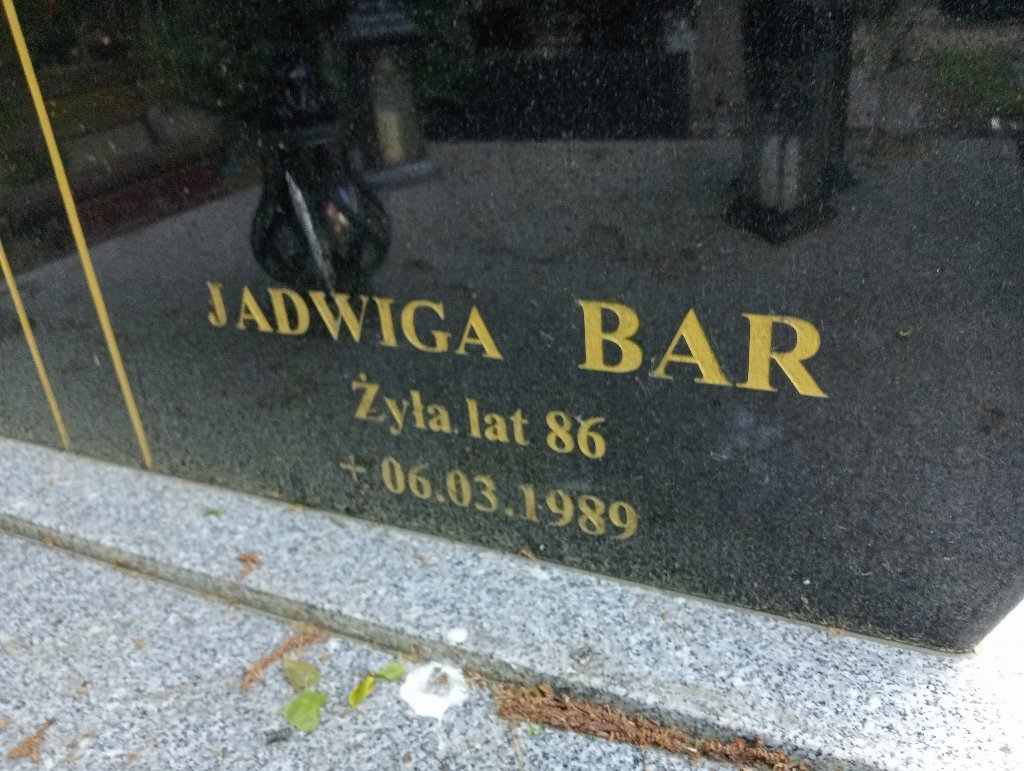 JADWIGA BAR
Żyła lat 86
+ 06.03.1989